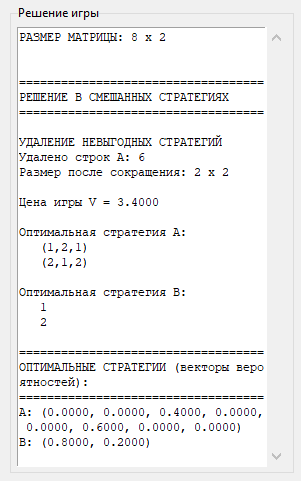 Решение игры
РАЗМЕР МАТРИЦЫ: 8 x 2
===================================
РЕШЕНИЕ В СМЕШАННЫХ СТРАТЕГИЯХ
===================================
УДАЛЕНИЕ НЕВЫГОДНЫХ СТРАТЕГИЙ
Удалено строк A: 6
Размер после сокращения: 2 x 2
Цена игры V = 3.4000
Оптимальная стратегия A:
(1,2,1)
(2,1,2)
Оптимальная стратегия B:
1
2
===================================
ОПТИМАЛЬНЫЕ СТРАТЕГИИ (векторы веро
ятностей):
===================================
A: (0.0000, 0.0000, 0.4000, 0.0000,
0.0000, 0.6000, 0.0000, 0.0000)
B: (0.8000, 0.2000)